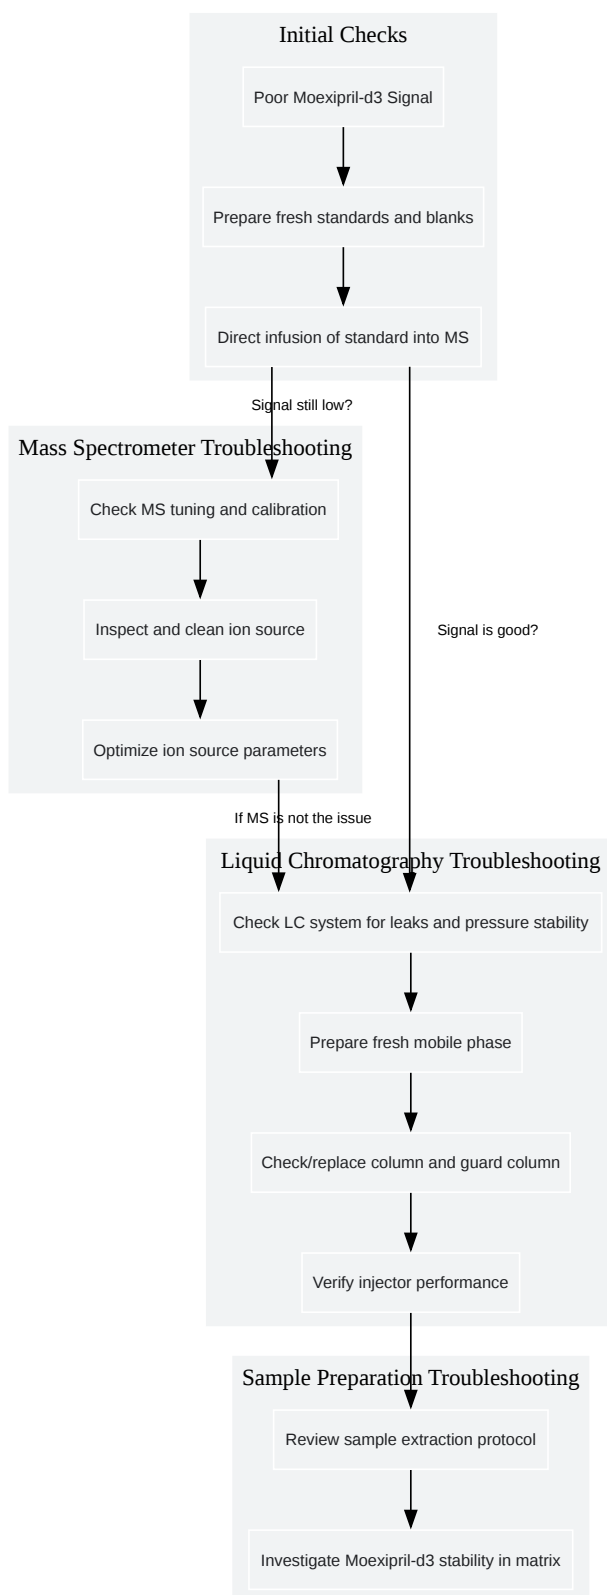 Initial Checks
Poor Moexipril-d3 Signal
Prepare fresh standards and blanks
Direct infusion of standard into MS
Signal still low?
Mass Spectrometer Troubleshooting
Check MS tuning and calibration
Inspect and clean ion source
Signal is good?
Optimize ion source parameters
If MS is not the issue
Liquid Chromatography Troubleshooting
Check LC system for leaks and pressure stability
Prepare fresh mobile phase
Check/replace column and guard column
Verify injector performance
Sample Preparation Troubleshooting
Review sample extraction protocol
Investigate Moexipril-d3 stability in matrix